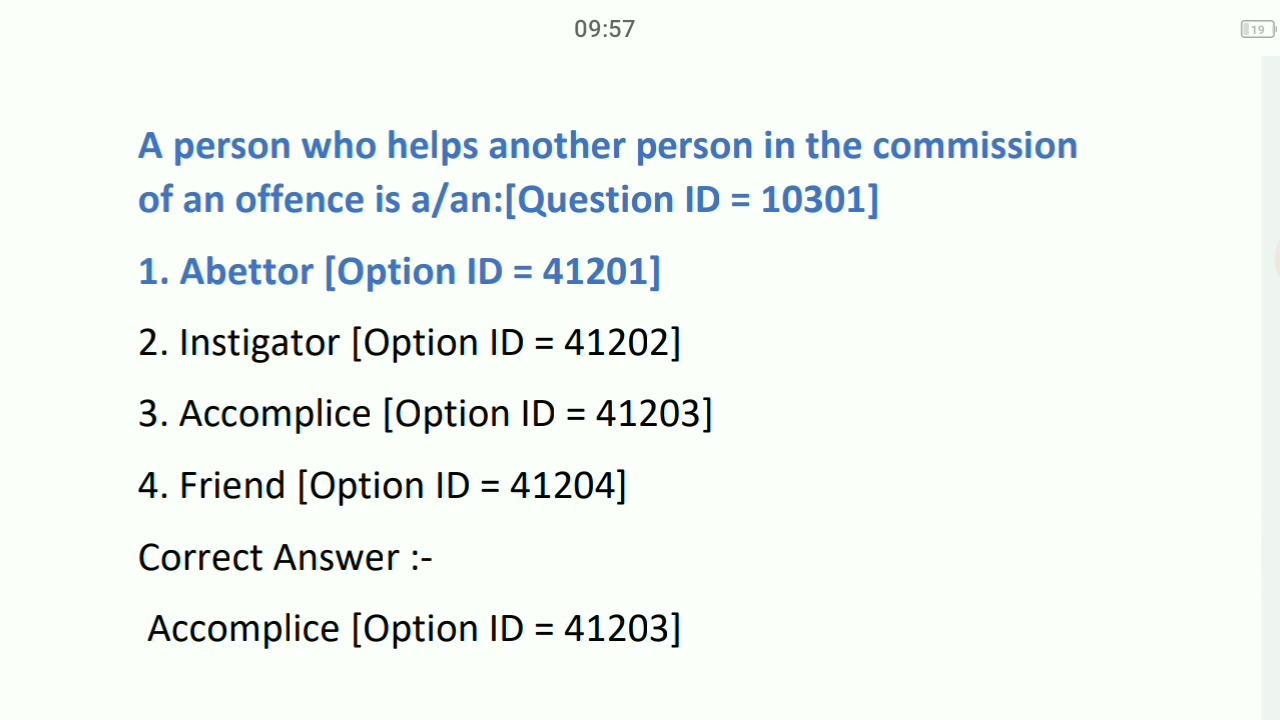 09:57
19
A person who helps another person in the commission
of an offence is a/an:[Question ID = 10301]
1. Abettor [Option ID = 41201]
2. Instigator [Option ID = 41202]
3. Accomplice [Option ID = 41203]
4. Friend [Option ID = 41204]
Correct Answer :-
Accomplice [Option ID = 41203]